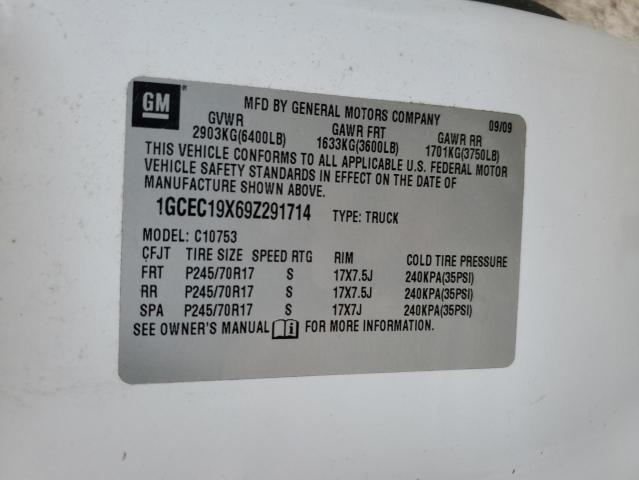 GM
MFD BY GENERAL MOTORS COMPANY 09/09
GVWR GAWR FRT GAWR RR
2903KG(6400LB) 1633KG(3600LB) 1701KG(3750LB)
THIS VEHICLE CONFORMS TO ALL APPLICABLE U.S. FEDERAL MOTOR
VEHICLE SAFETY STANDARDS IN EFFECT ON THE DATE OF
MANUFACTURE SHOWN ABOVE.
1GCEC19X69Z291714 TYPE: TRUCK
MODEL: C10753
CFJT TIRE SIZE SPEED RTG RIM COLD TIRE PRESSURE
FRT P245/70R17 S 17X7.5J 240KPA(35PSI)
RR P245/70R17 S 17X7.5J 240KPA(35PSI)
SPA P245/70R17 S 17X7J 240KPA(35PSI)
SEE OWNER'S MANUAL FOR MORE INFORMATION.